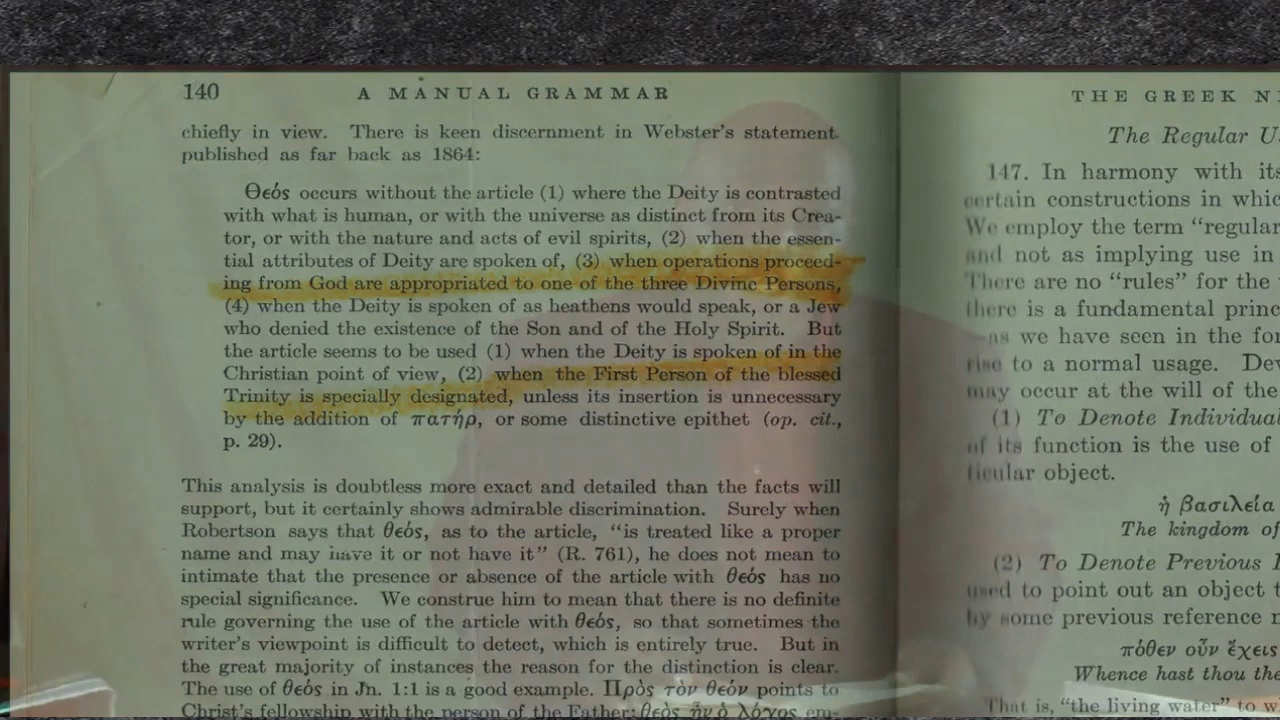 140 A MANUAL GRAMMAR
chiefly in view. There is keen discernment in Webster's statement
published as far back as 1864:
Θεός occurs without the article (1) where the Deity is contrasted
with what is human, or with the universe as distinct from its Crea-
tor, or with the nature and acts of evil spirits, (2) when the essen-
tial attributes of Deity are spoken of, (3) when operations proceed-
ing from God are appropriated to one of the three Divine Persons,
(4) when the Deity is spoken of as heathens would speak, or a Jew
who denied the existence of the Son and of the Holy Spirit. But
the article seems to be used (1) when the Deity is spoken of in the
Christian point of view, (2) when the First Person of the blessed
Trinity is specially designated, unless its insertion is unnecessary
by the addition of πατήρ, or some distinctive epithet (op. cit.,
p. 29).
This analysis is doubtless more exact and detailed than the facts will
support, but it certainly shows admirable discrimination. Surely when
Robertson says that θεός, as to the article, "is treated like a proper
name and may have it or not have it" (R. 761), he does not mean to
intimate that the presence or absence of the article with θεός has no
special significance. We construe him to mean that there is no definite
rule governing the use of the article with θεός, so that sometimes the
writer's viewpoint is difficult to detect, which is entirely true. But in
the great majority of instances the reason for the distinction is clear.
The use of θεός in Jn. 1:1 is a good example. Πρὸς τὸν θεόν points to
Christ's fellowship with the person of the Father; θεὸς ἦν ὁ λόγος em-
THE GREEK
The Regular
147. In harmony with its
certain constructions in
We employ the term "regular
and not as implying use in
There are no "rules" for the
there is a fundamental
as we have seen in the
rise to a normal usage.
may occur at the will of the
(1) To Denote
of its function is the use of
ticular object.
ἡ βασιλεία
The kingdom of
(2) To Denote Previous
used to point out an object
by some previous reference
πόθεν οὖν ἔχεις
Whence hast thou
That is, "the living water" to